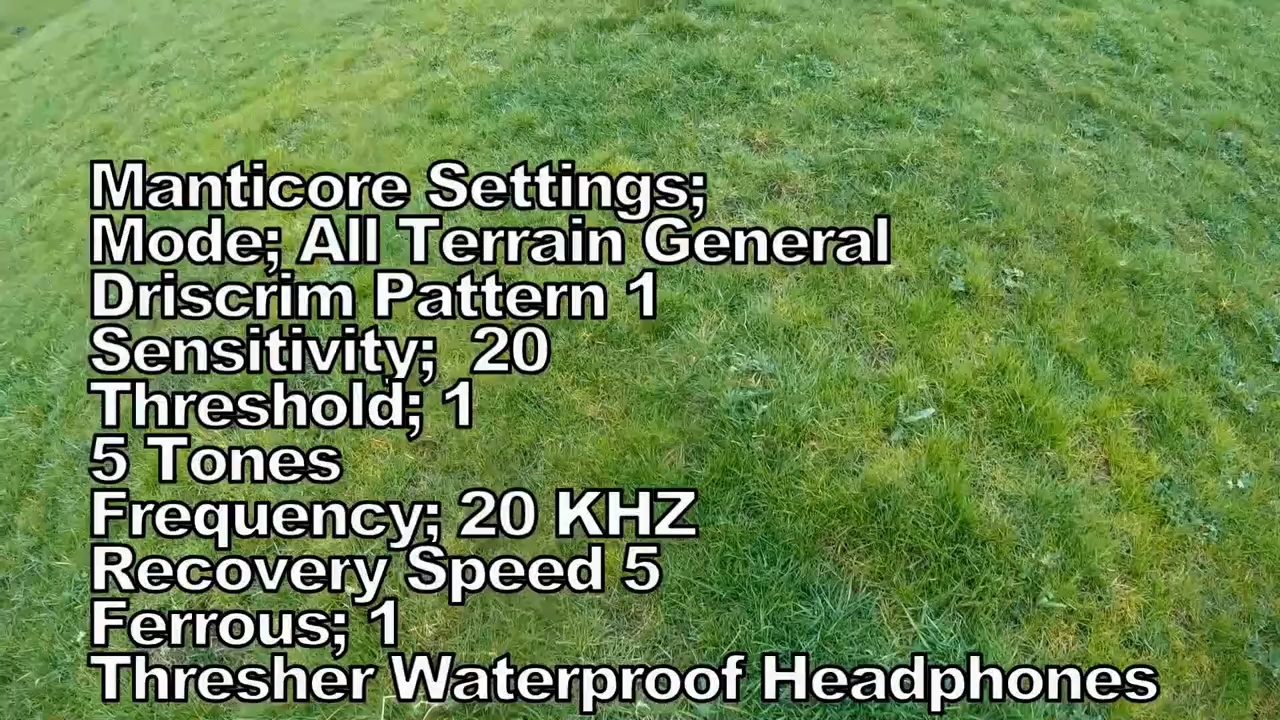 Manticore Settings;
Mode; All Terrain General
Driscrim Pattern 1
Sensitivity;  20
Threshold; 1
5 Tones
Frequency; 20 KHZ
Recovery Speed 5
Ferrous; 1
Thresher Waterproof Headphones